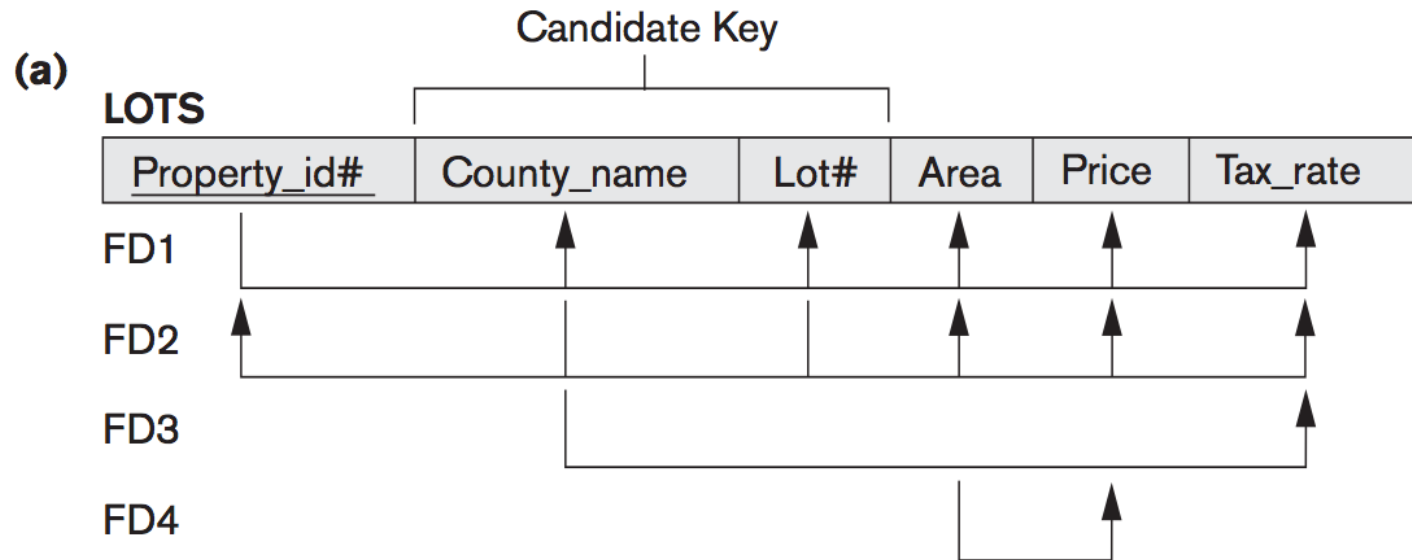 Candidate Key
(a)
LOTS
Property_id# County_name Lot# Area Price Tax_rate
FD1
FD2
FD3
FD4